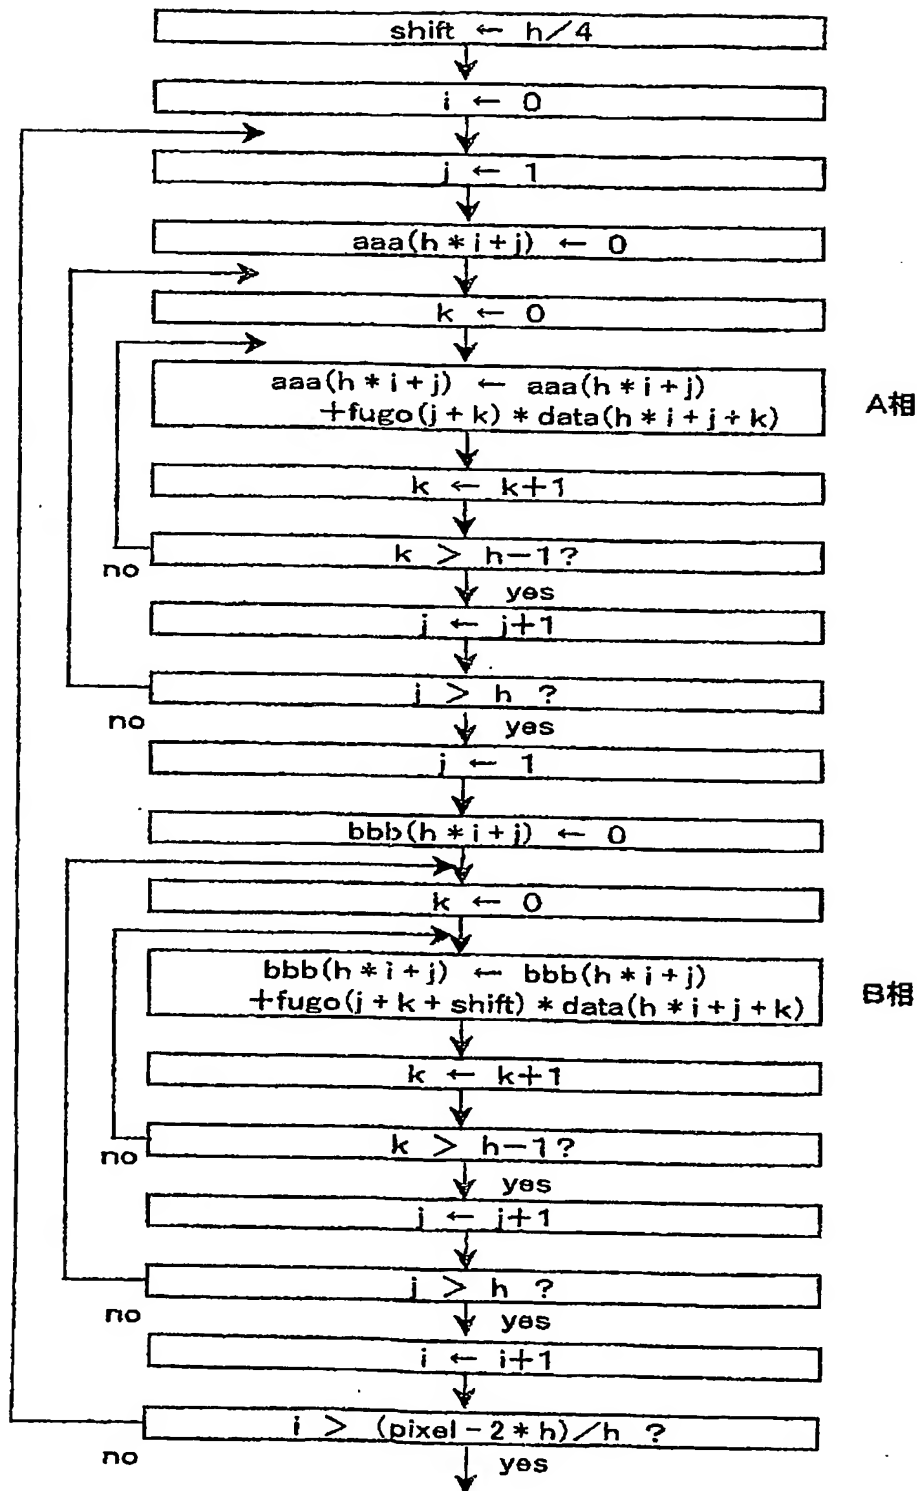 shift ← h/4
i ← 0
j ← 1
aaa(h * i + j) ← 0
k ← 0
aaa(h * i + j) ← aaa(h * i + j)
+fugo(j + k) * data(h * i + j + k)
A相
k ← k+1
k > h-1?
no
yes
j ← j+1
j > h ?
no
yes
j ← 1
bbb(h * i + j) ← 0
k ← 0
bbb(h * i + j) ← bbb(h * i + j)
+fugo(j + k + shift) * data(h * i + j + k)
B相
k ← k+1
k > h-1?
no
yes
j ← j+1
j > h ?
no
yes
i ← i+1
i > (pixel - 2 * h)/h ?
no
yes